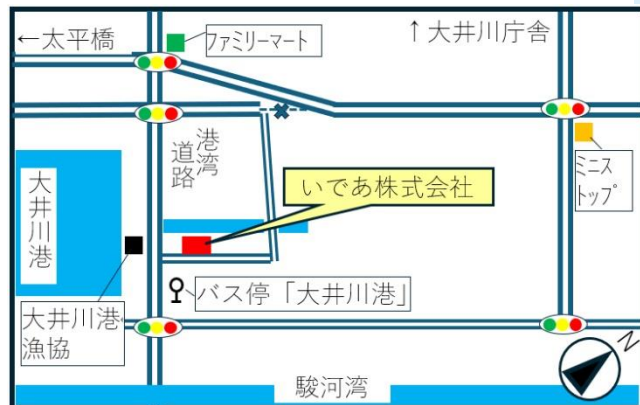 ←太平橋
ファミリーマート
↑大井川庁舎
港湾
道路
ミニス
トップ
いであ株式会社
大井川港
バス停「大井川港」
大井川港
漁協
駿河湾
N